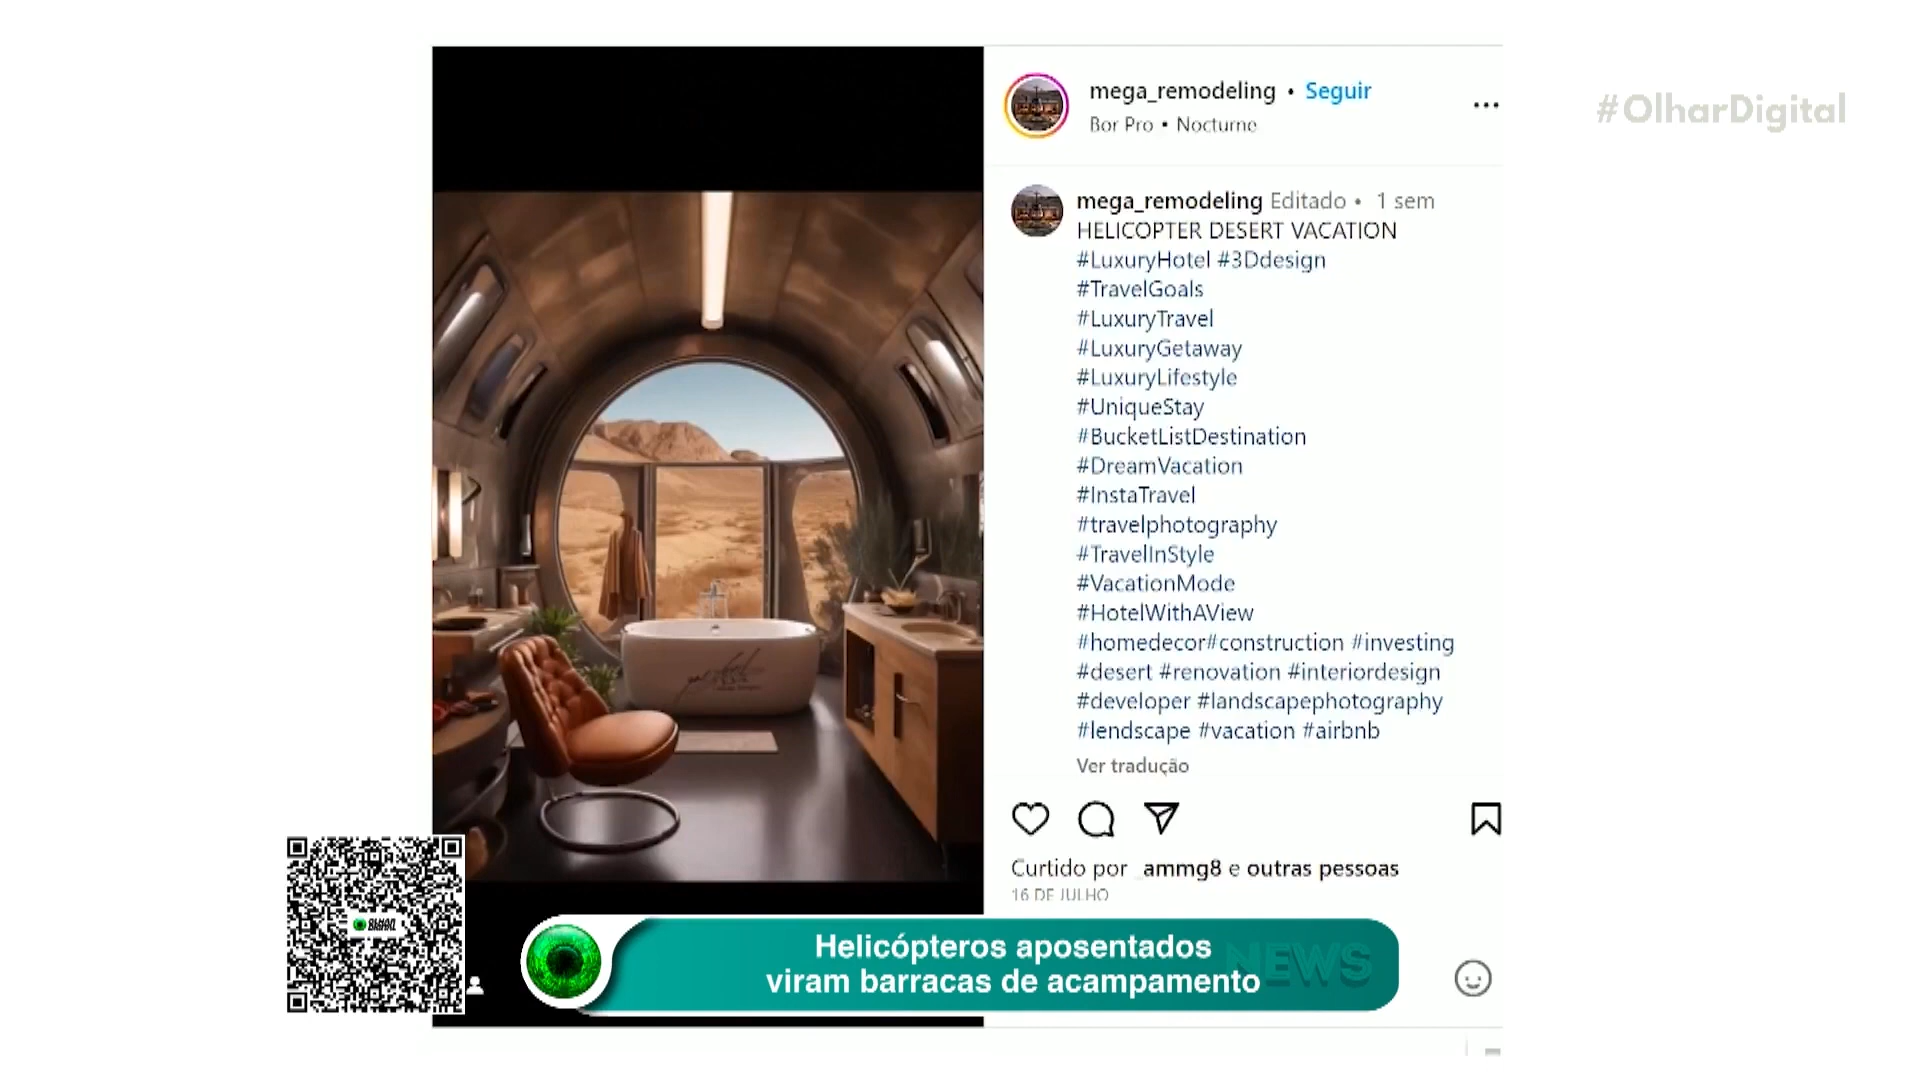 #OlharDigital
mega_remodeling • Seguir
Bor Pro • Nocturne
mega_remodeling Editado • 1 sem
HELICOPTER DESERT VACATION
#LuxuryHotel #3Ddesign
#TravelGoals
#LuxuryTravel
#LuxuryGetaway
#LuxuryLifestyle
#UniqueStay
#BucketListDestination
#DreamVacation
#InstaTravel
#travelphotography
#TravelInStyle
#VacationMode
#HotelWithAView
#homedecor#construction #investing
#desert #renovation #interiordesign
#developer #landscapephotography
#lendscape #vacation #airbnb
Ver tradução
Curtido por _ammg8 e outras pessoas
16 DE JULHO
Helicópteros aposentados
viram barracas de acampamento
NEWS